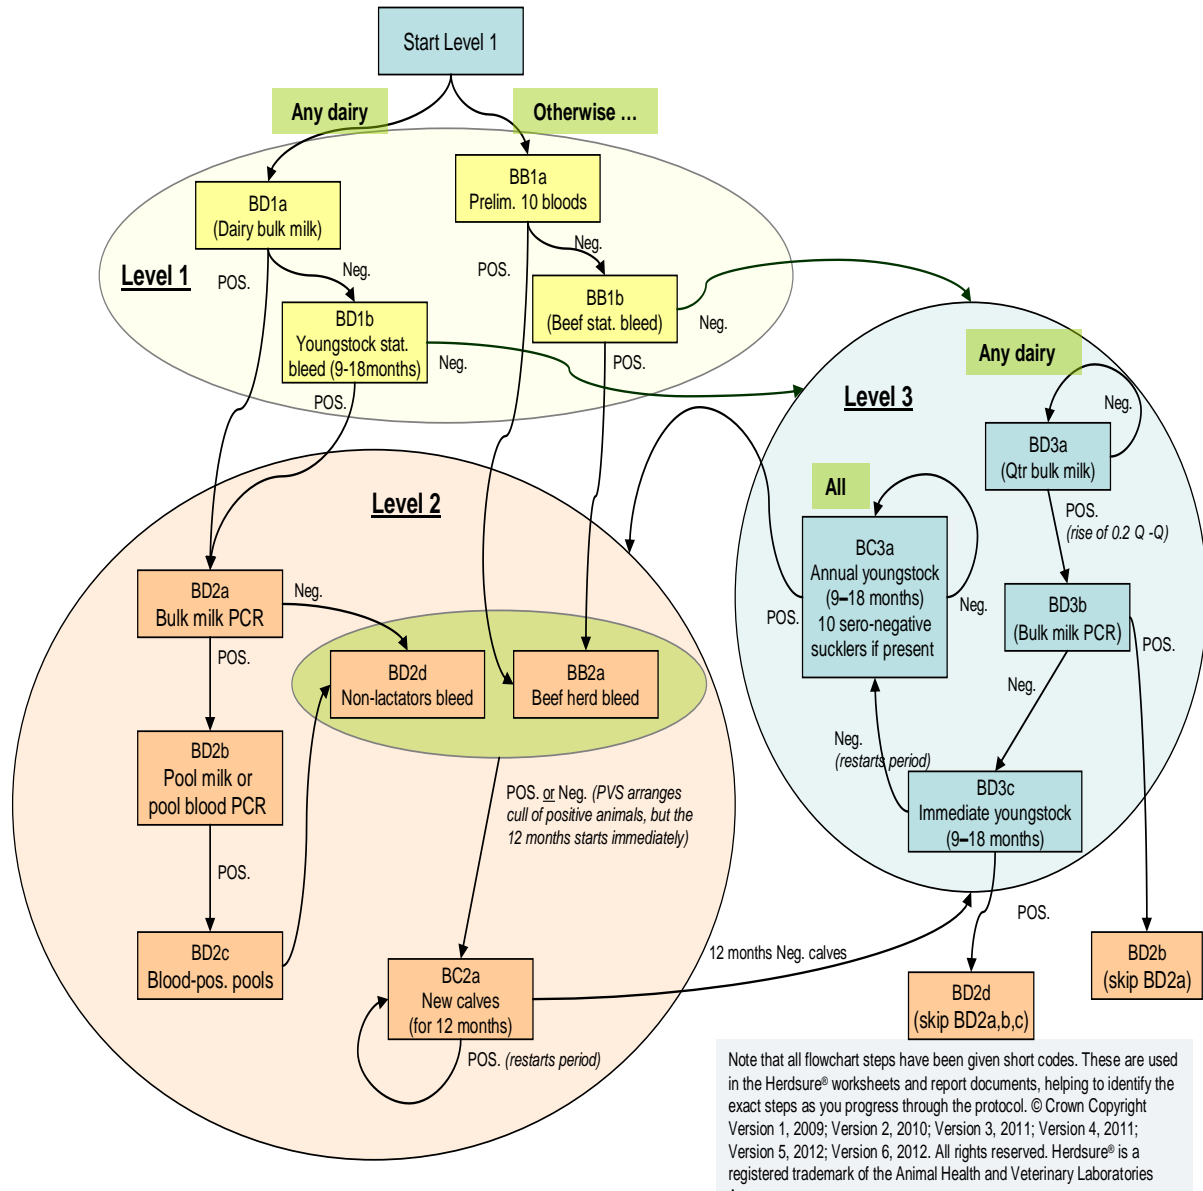 Start Level 1
Any dairy
Otherwise ...
BD1a
(Dairy bulk milk)
BB1a
Prelim. 10 bloods
Level 1
POS.
Neg.
POS.
Neg.
BD1b
Youngstock stat.
bleed (9-18months)
BB1b
(Beef stat. bleed)
Neg.
Neg.
POS.
POS.
Level 3
Any dairy
Neg.
BD3a
(Qtr bulk milk)
POS.
(rise of 0.2 Q -Q)
All
BC3a
Annual youngstock
(9–18 months)
10 sero-negative
sucklers if present
POS.
Neg.
BD3b
(Bulk milk PCR)
POS.
Neg.
Neg.
(restarts period)
BD3c
Immediate youngstock
(9–18 months)
POS.
BD2b
(skip BD2a)
BD2d
(skip BD2a,b,c)
Level 2
BD2a
Bulk milk PCR
Neg.
POS.
BD2d
Non-lactators bleed
BB2a
Beef herd bleed
BD2b
Pool milk or
pool blood PCR
POS.
BD2c
Blood-pos. pools
POS. or Neg. (PVS arranges
cull of positive animals, but the
12 months starts immediately)
BC2a
New calves
(for 12 months)
POS. (restarts period)
12 months Neg. calves
Note that all flowchart steps have been given short codes. These are used
in the Herdsure® worksheets and report documents, helping to identify the
exact steps as you progress through the protocol. © Crown Copyright
Version 1, 2009; Version 2, 2010; Version 3, 2011; Version 4, 2011;
Version 5, 2012; Version 6, 2012. All rights reserved. Herdsure® is a
registered trademark of the Animal Health and Veterinary Laboratories